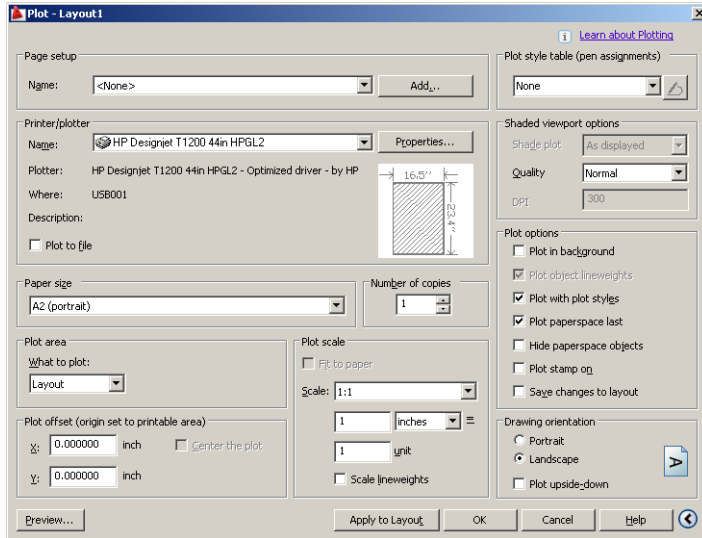 Plot - Layout1
Learn about Plotting
Page setup
Name:
<None>
Add...
Plot style table (pen assignments)
None
Printer/plotter
Name:
HP Designjet T1200 44in HPGL2
Properties...
Plotter:
HP Designjet T1200 44in HPGL2 - Optimized driver - by HP
Where:
USB001
Description:
Plot to file
16.5''
23.4''
Shaded viewport options
Shade plot
As displayed
Quality
Normal
DPI
300
Paper size
A2 (portrait)
Number of copies
1
Plot options
Plot in background
Plot object lineweights
Plot with plot styles
Plot paperspace last
Hide paperspace objects
Plot stamp on
Save changes to layout
Plot area
What to plot:
Layout
Plot scale
Fit to paper
Scale:
1:1
1
inches
=
1
unit
Scale lineweights
Plot offset (origin set to printable area)
X:
0.000000
inch
Center the plot
Y:
0.000000
inch
Drawing orientation
Portrait
Landscape
Plot upside-down
A
Preview...
Apply to Layout
OK
Cancel
Help